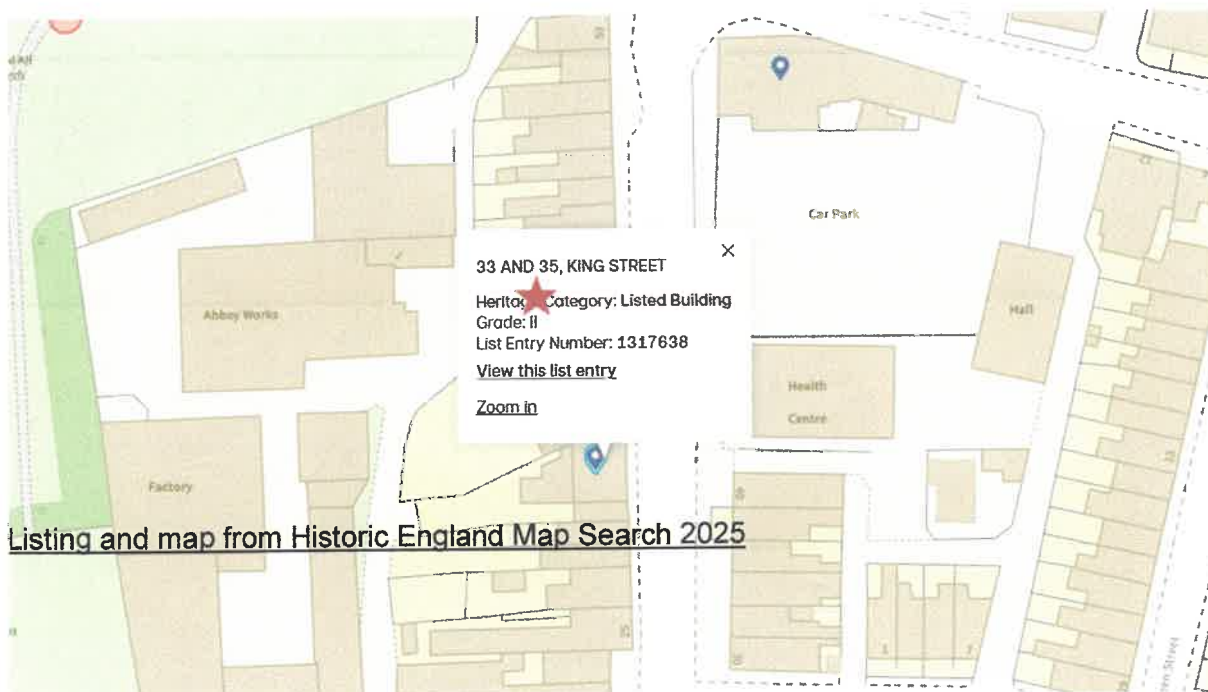 Car Park
33 AND 35, KING STREET
Heritag Category: Listed Building
Grade: II
List Entry Number: 1317638
View this list entry
Zoom in
Abbey Works
Hall
Health
Centre
Factory
Listing and map from Historic England Map Search 2025